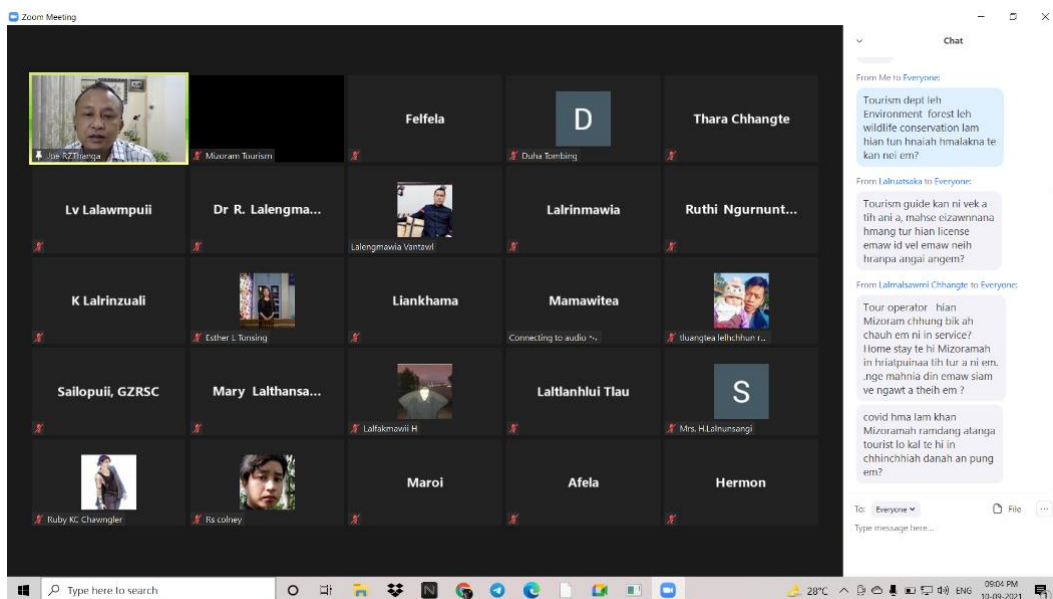 Zoom Meeting
Chat
Joe RZThanga
Mizoram Tourism
Felfela
D
Duha Tombing
Thara Chhangte
Lv Lalawmpuii
Dr R. Lalengma...
Lalengmawia Vantawl
Lalrinmawia
Ruthi Ngurnunt...
K Lalrinzuali
Esther L Tonsing
Liankhama
Mamawitea
Connecting to audio
tluangtea lelhchhun r...
Sailopuii, GZRSC
Mary Lalthansa...
Lalfakmawii H
Laltlanhlui Tlau
S
Mrs. H.Lalnunsangi
Ruby KC Chawngler
Rs colney
Maroi
Afela
Hermon
From Me to Everyone:
Tourism dept leh
Environment forest leh
wildlife conservation lam
hian tun hnaiah hmalakna te
kan nei em?
From Lalruatsaka to Everyone:
Tourism guide kan ni vek a
tih ani a, mahse eizawnnana
hmang tur hian license
emaw id vel emaw neih
hranpa angai angem?
From Lalmalsawmi Chhangte to Everyone:
Tour operator hian
Mizoram chhung bik ah
chauh em ni in service?
Home stay te hi Mizoramah
in hriatpuinaa tih tur a ni em.
.nge mahnia din emaw siam
ve ngawt a theih em ?
covid hma lam khan
Mizoramah ramdang atanga
tourist lo kal te hi in
chhinchhiah danah an pung
em?
To: Everyone
File
Type message here...
Type here to search
28°C
ENG
09:04 PM
10-09-2021